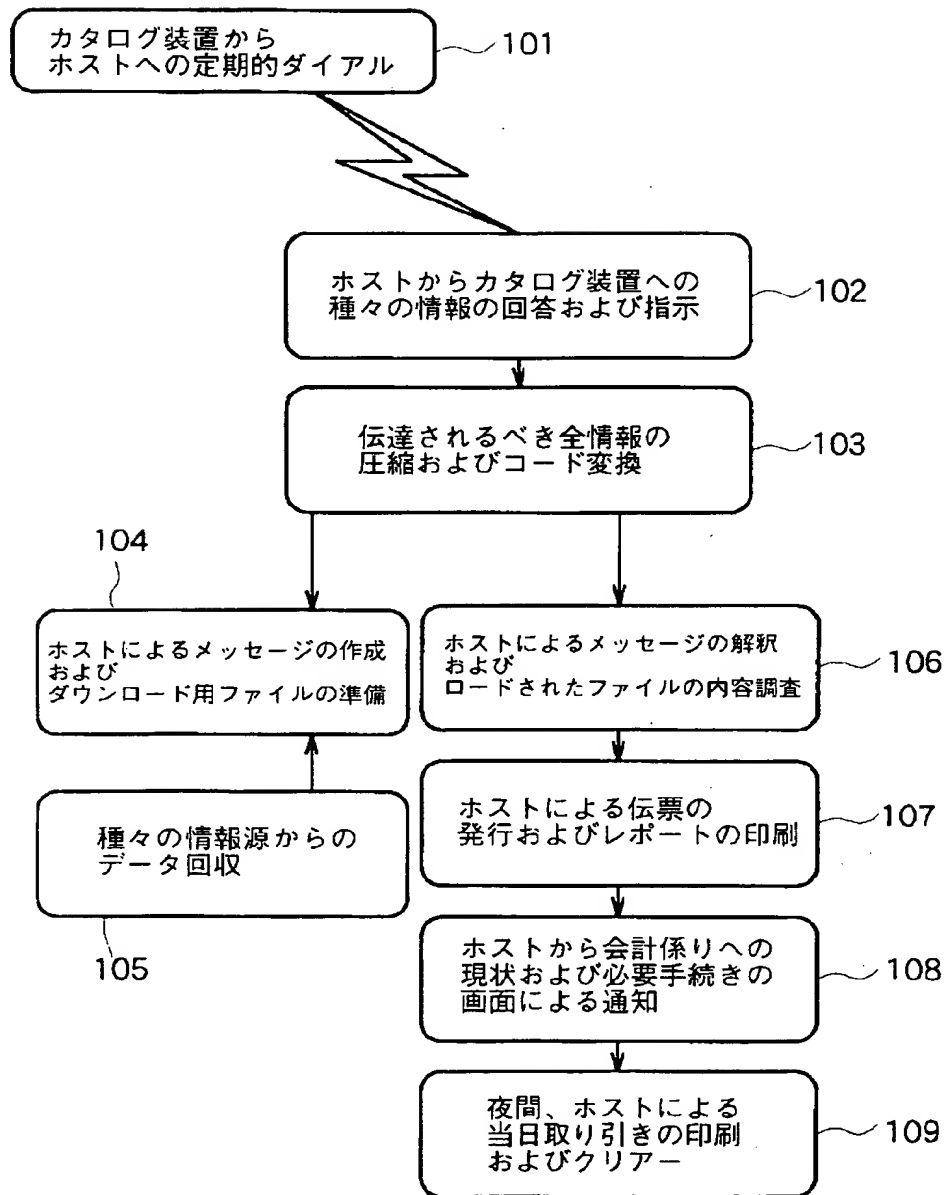 カタログ装置から
ホストへの定期的ダイアル
101
ホストからカタログ装置への
種々の情報の回答および指示
102
伝達されるべき全情報の
圧縮およびコード変換
103
104
ホストによるメッセージの作成
および
ダウンロード用ファイルの準備
ホストによるメッセージの解釈
および
ロードされたファイルの内容調査
106
種々の情報源からの
データ回収
105
ホストによる伝票の
発行およびレポートの印刷
107
ホストから会計係りへの
現状および必要手続きの
画面による通知
108
夜間、ホストによる
当日取り引きの印刷
およびクリアー
109